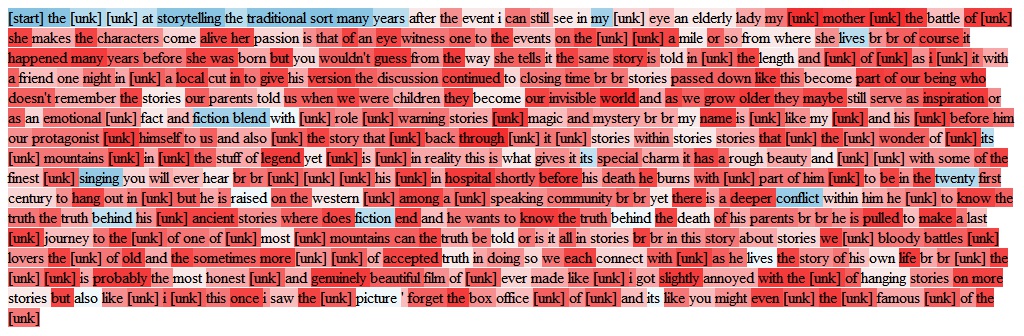 [start] the [unk] [unk] at storytelling the traditional sort many years after the event i can still see in my [unk] eye an elderly lady my [unk] mother [unk] the battle of [unk]
she makes the characters come alive her passion is that of an eye witness one to the events on the [unk] [unk] a mile or so from where she lives br br of course it
happened many years before she was born but you wouldn't guess from the way she tells it the same story is told in [unk] the length and [unk] of [unk] as i [unk] it with
a friend one night in [unk] a local cut in to give his version the discussion continued to closing time br br stories passed down like this become part of our being who
doesn't remember the stories our parents told us when we were children they become our invisible world and as we grow older they maybe still serve as inspiration or
as an emotional [unk] fact and fiction blend with [unk] role [unk] warning stories [unk] magic and mystery br br my name is [unk] like my [unk] and his [unk] before him
our protagonist [unk] himself to us and also [unk] the story that [unk] back through [unk] it [unk] stories within stories stories that [unk] the [unk] wonder of [unk] its
[unk] mountains [unk] in [unk] the stuff of legend yet [unk] is [unk] in reality this is what gives it its special charm it has a rough beauty and [unk] [unk] with some of the
finest [unk] singing you will ever hear br br [unk] [unk] [unk] his [unk] in hospital shortly before his death he burns with [unk] part of him [unk] to be in the twenty first
century to hang out in [unk] but he is raised on the western [unk] among a [unk] speaking community br br yet there is a deeper conflict within him he [unk] to know the
truth the truth behind his [unk] ancient stories where does fiction end and he wants to know the truth behind the death of his parents br br he is pulled to make a last
[unk] journey to the [unk] of one of [unk] most [unk] mountains can the truth be told or is it all in stories br br in this story about stories we [unk] bloody battles [unk]
lovers the [unk] of old and the sometimes more [unk] [unk] of accepted truth in doing so we each connect with [unk] as he lives the story of his own life br br [unk] the
[unk] [unk] is probably the most honest [unk] and genuinely beautiful film of [unk] ever made like [unk] i got slightly annoyed with the [unk] of hanging stories on more
stories but also like [unk] i [unk] this once i saw the [unk] picture ' forget the box office [unk] of [unk] and its like you might even [unk] the [unk] famous [unk] of the
[unk]